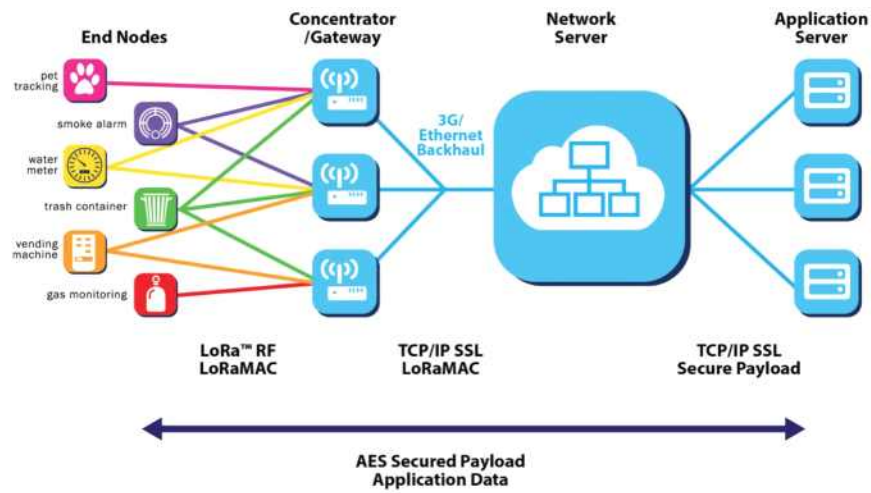 End Nodes
Concentrator
/Gateway
Network
Server
Application
Server
pet
tracking
smoke alarm
water
meter
trash container
vending
machine
gas monitoring
3G/
Ethernet
Backhaul
LoRa™ RF
LoRaMAC
TCP/IP SSL
LoRaMAC
TCP/IP SSL
Secure Payload
AES Secured Payload
Application Data